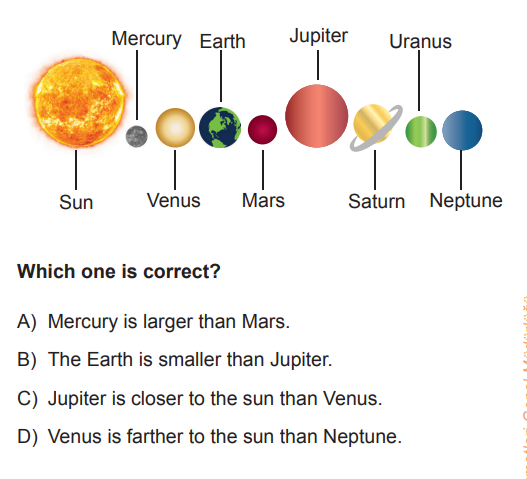 Mercury Earth Jupiter Uranus
Sun Venus Mars Saturn Neptune
Which one is correct?
A) Mercury is larger than Mars.
B) The Earth is smaller than Jupiter.
C) Jupiter is closer to the sun than Venus.
D) Venus is farther to the sun than Neptune.